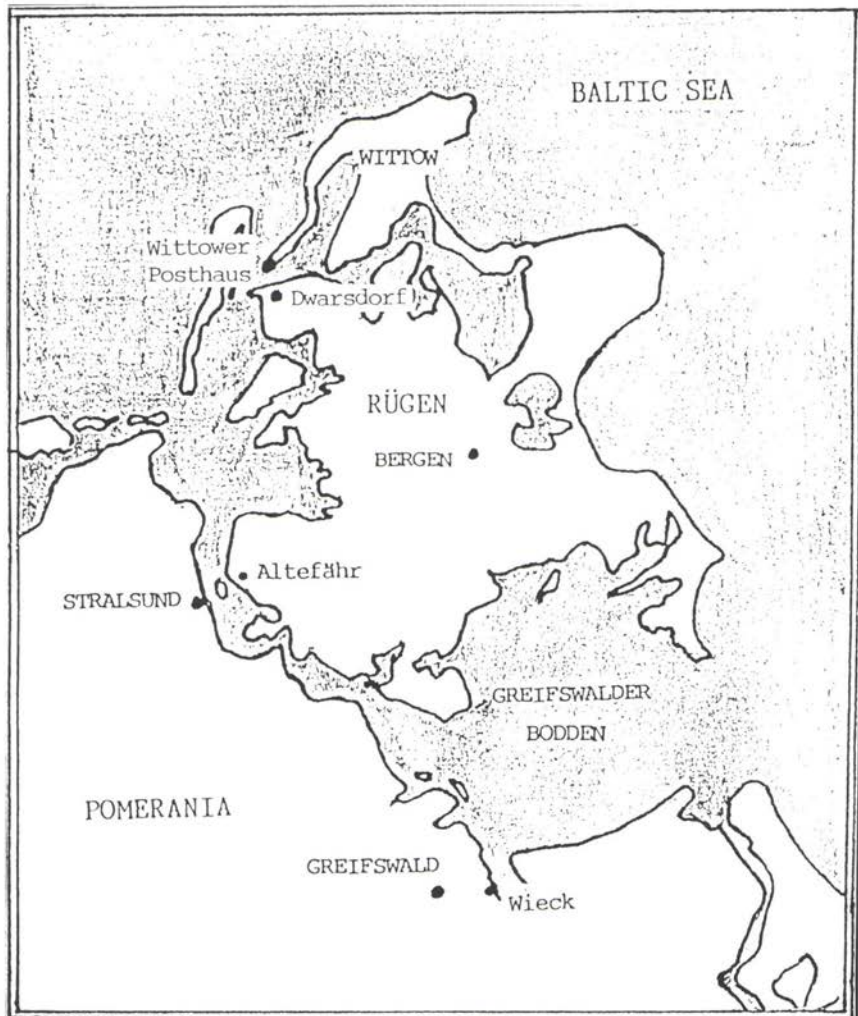 BALTIC SEA
WITTOW
Wittower
Posthaus
Dwarsdorf
RÜGEN
BERGEN
Altefähr
STRALSUND
GREIFSWALDER
BODDEN
POMERANIA
GREIFSWALD
Wieck